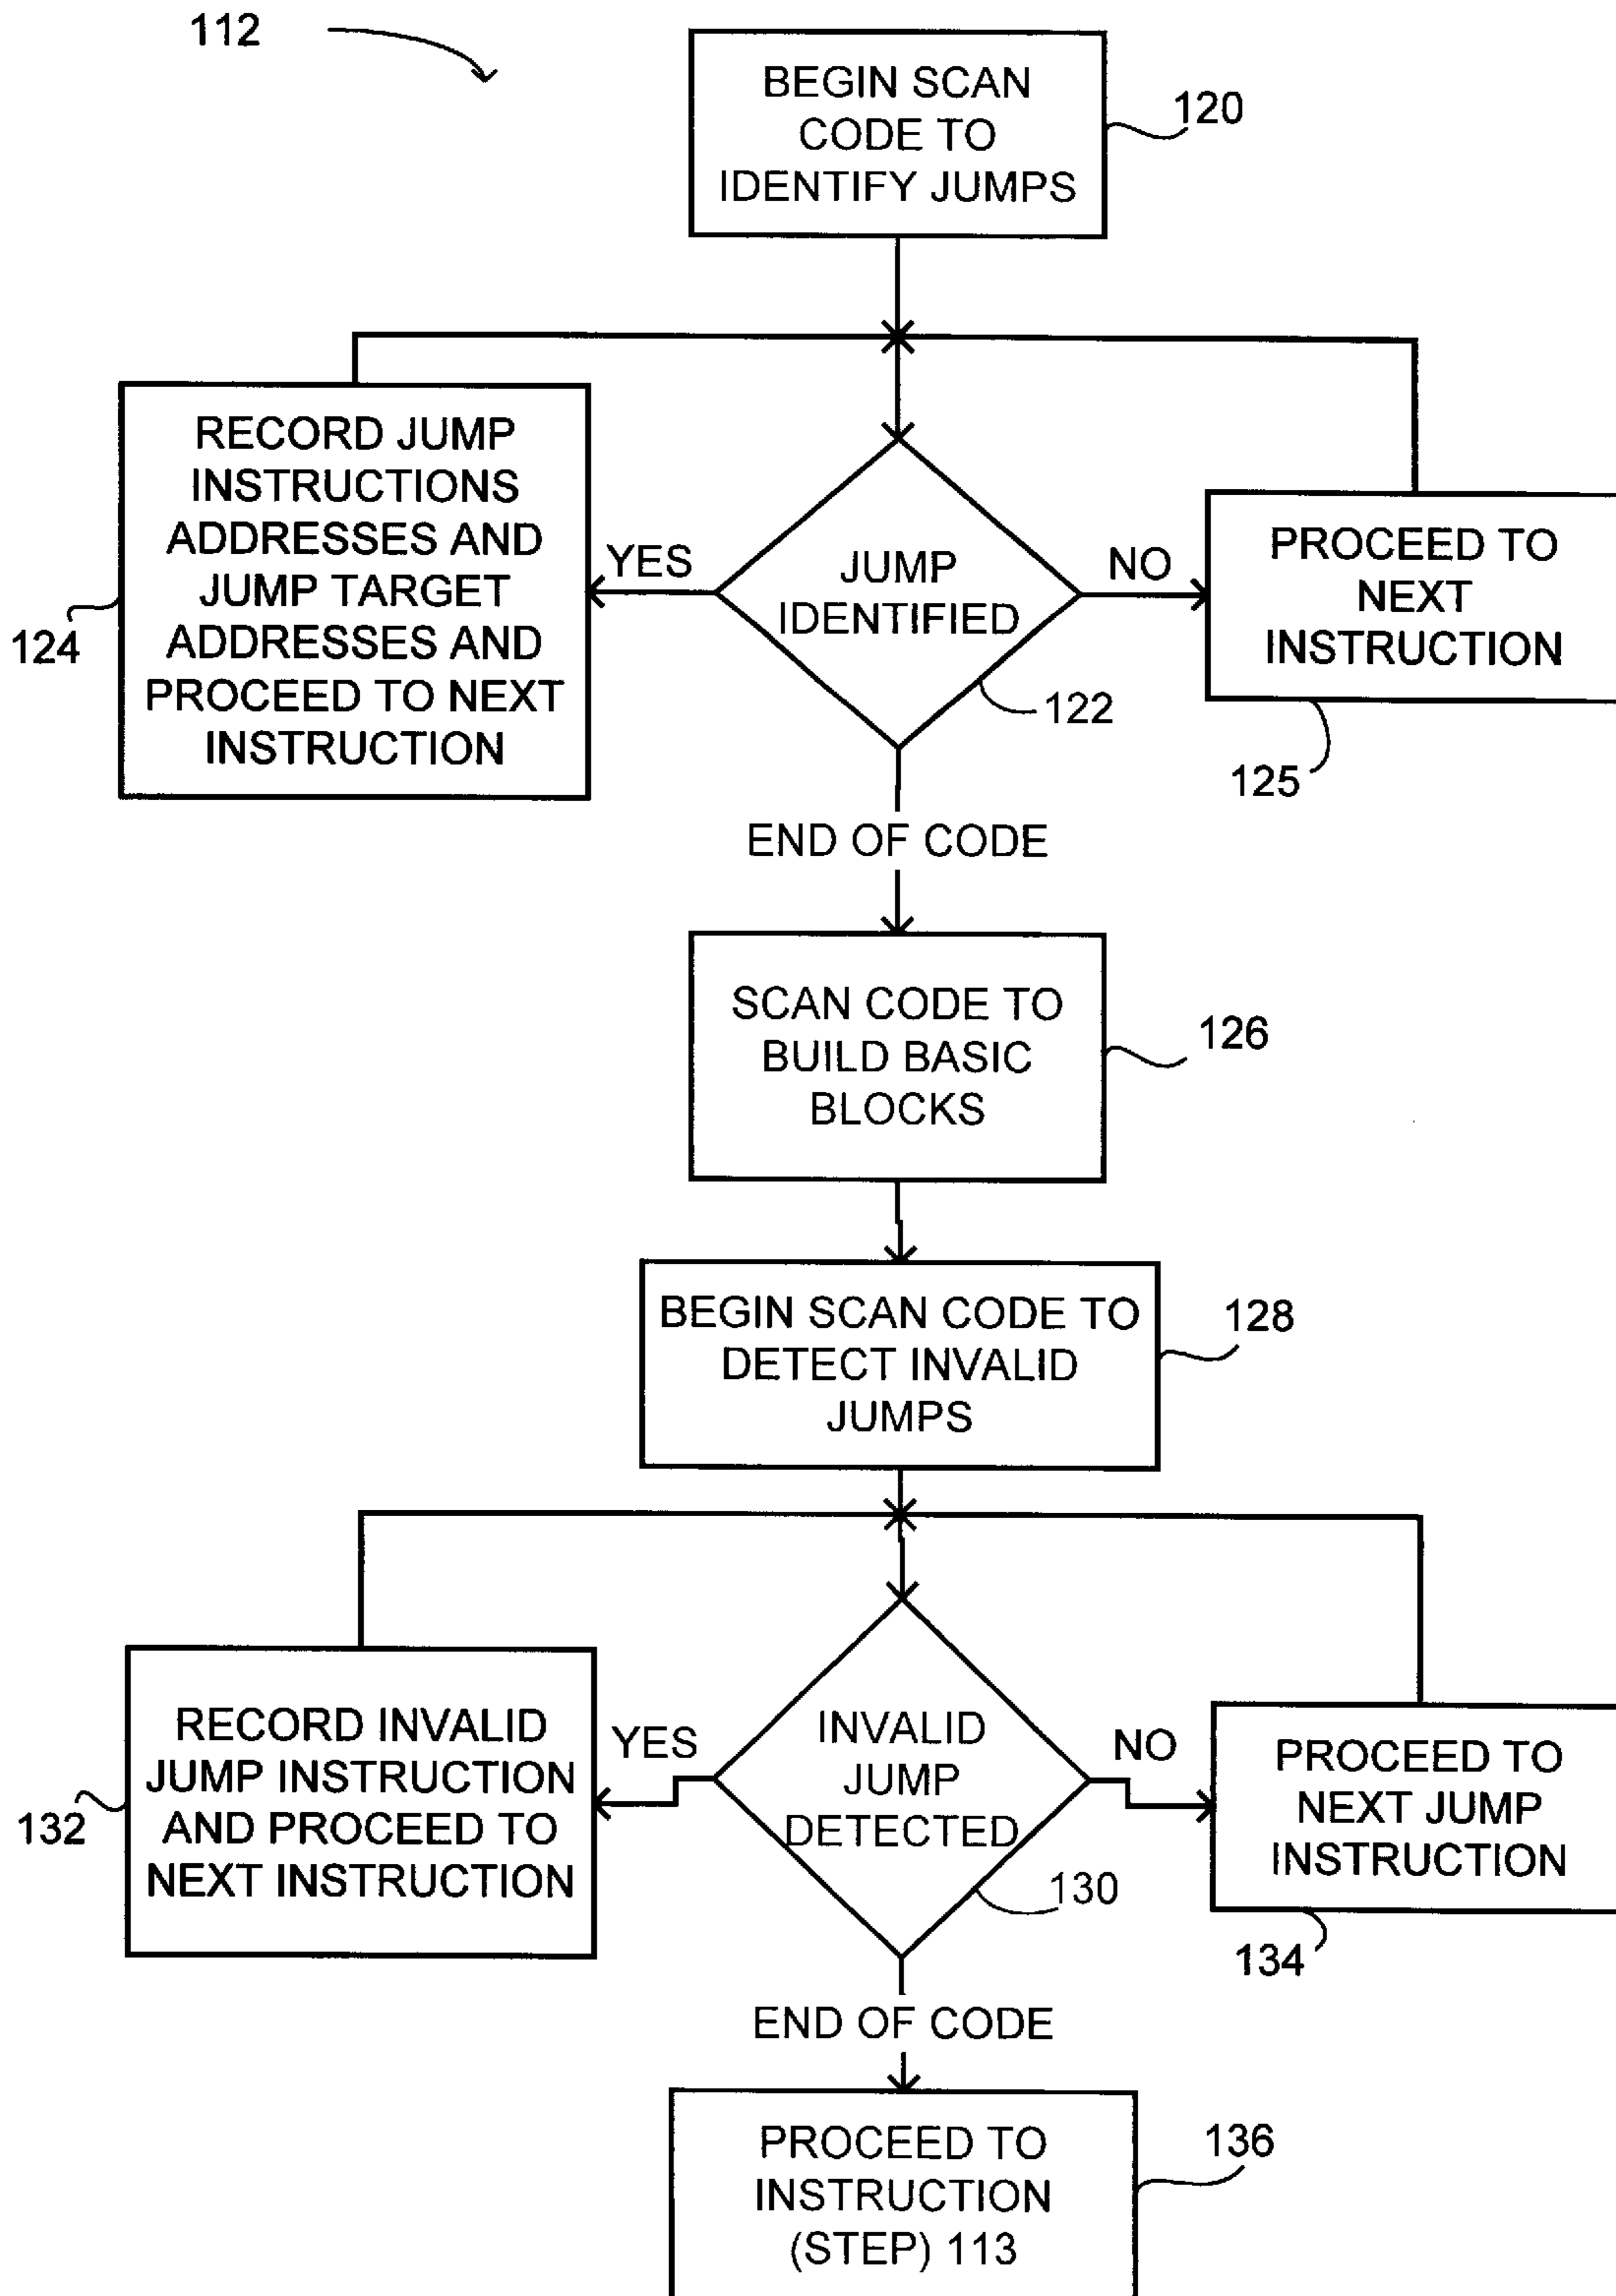 112
BEGIN SCAN
CODE TO
IDENTIFY JUMPS
120
RECORD JUMP
INSTRUCTIONS
ADDRESSES AND
JUMP TARGET
ADDRESSES AND
PROCEED TO NEXT
INSTRUCTION
124
YES
JUMP
IDENTIFIED
122
NO
PROCEED TO
NEXT
INSTRUCTION
125
END OF CODE
SCAN CODE TO
BUILD BASIC
BLOCKS
126
BEGIN SCAN CODE TO
DETECT INVALID
JUMPS
128
RECORD INVALID
JUMP INSTRUCTION
AND PROCEED TO
NEXT INSTRUCTION
132
YES
INVALID
JUMP
DETECTED
130
NO
PROCEED TO
NEXT JUMP
INSTRUCTION
134
END OF CODE
PROCEED TO
INSTRUCTION
(STEP) 113
136